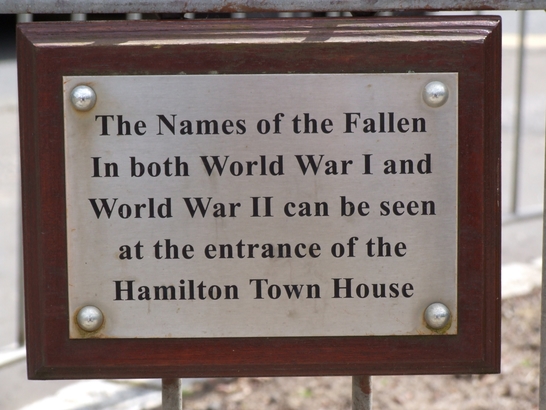 The Names of the Fallen
In both World War I and
World War II can be seen
at the entrance of the
Hamilton Town House